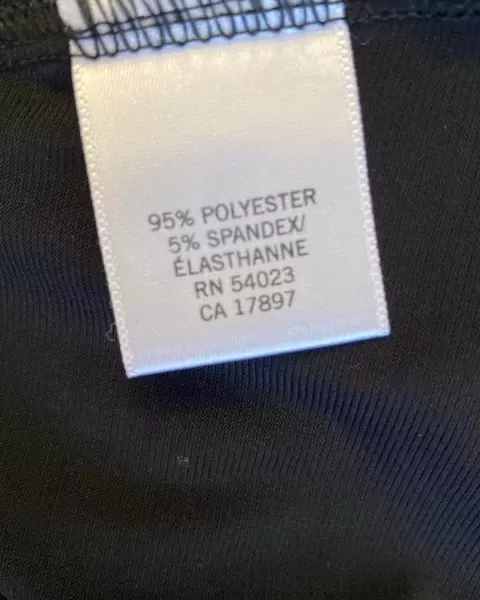 95% POLYESTER
5% SPANDEX/
ÉLASTHANNE
RN 54023
CA 17897